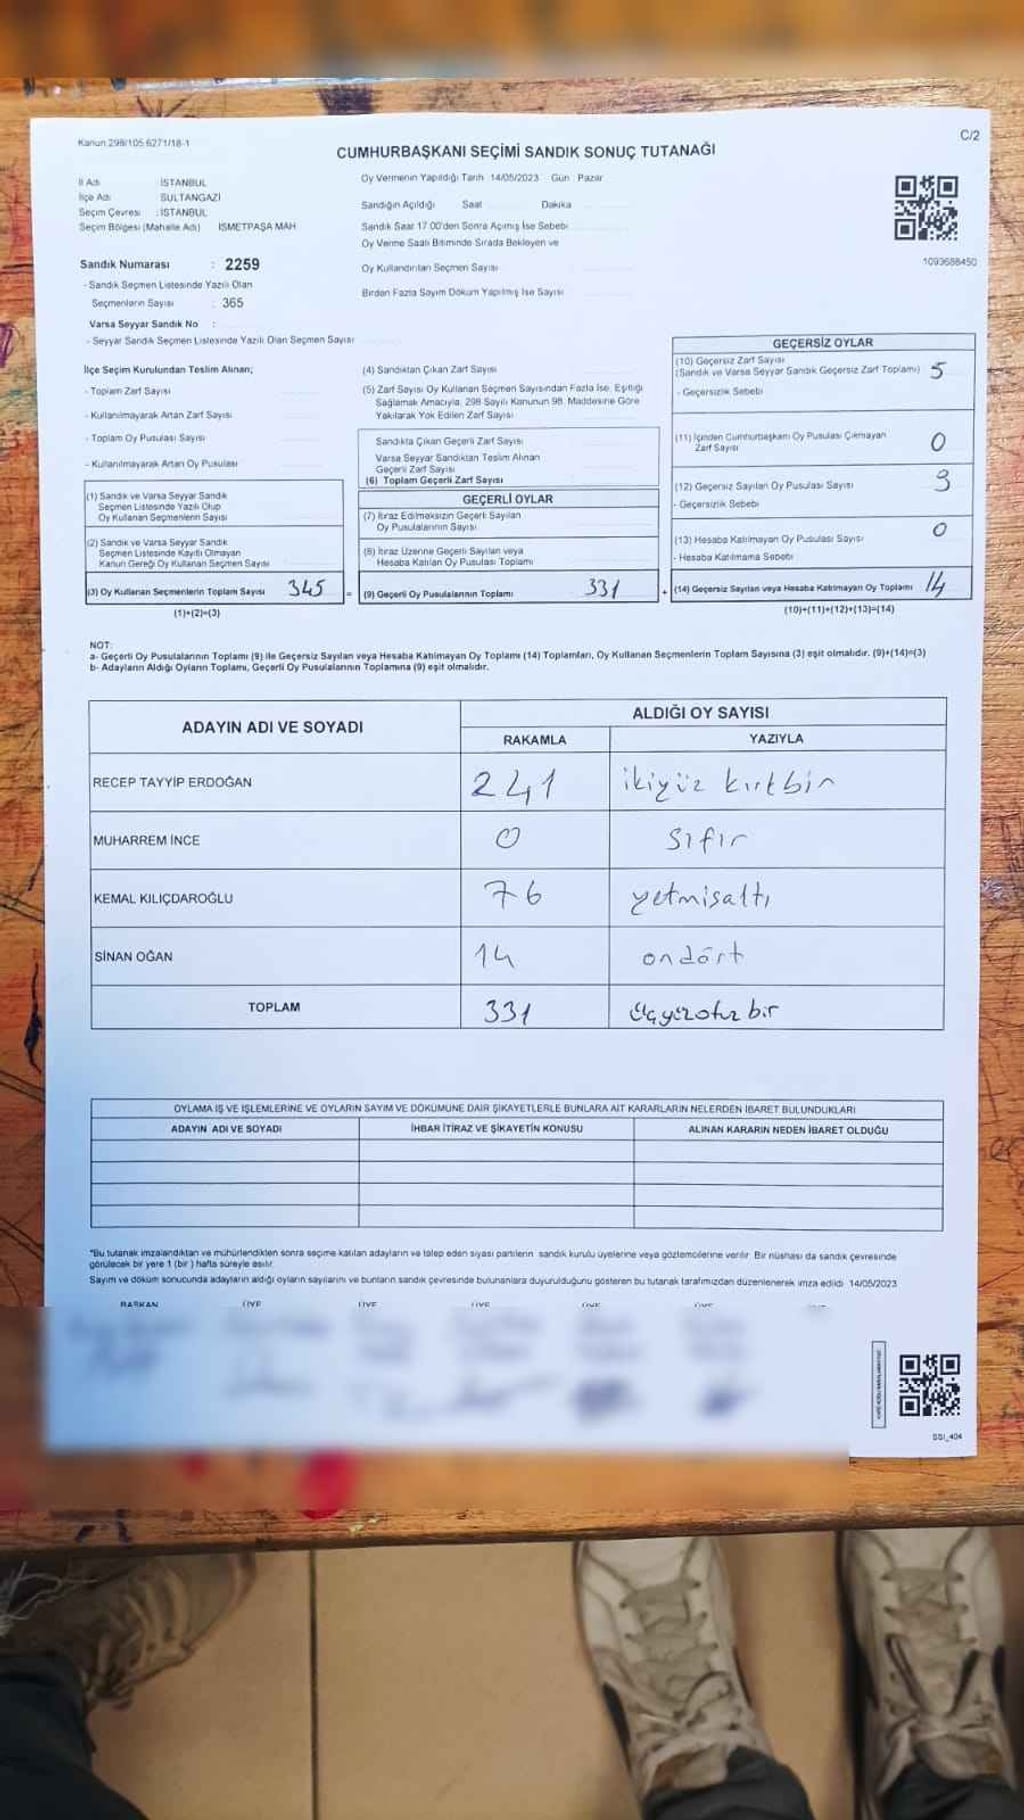 Kanun:298/105 6271/18-1
C/2
CUMHURBAŞKANI SEÇİMİ SANDIK SONUÇ TUTANAĞI
İl Adı : İSTANBUL
İlçe Adı : SULTANGAZİ
Seçim Çevresi : İSTANBUL
Seçim Bölgesi (Mahalle Adı) İSMETPAŞA MAH
Oy Vermenin Yapıldığı Tarih 14/05/2023 Gün : Pazar
Sandığın Açıldığı Saat Dakika
Sandık Saat 17.00'den Sonra Açılmış İse Sebebi
Oy Verme Saati Bitiminde Sırada Bekleyen ve
Oy Kullandırılan Seçmen Sayısı
Birden Fazla Sayım Döküm Yapılmış İse Sayısı
1093688450
Sandık Numarası : 2259
- Sandık Seçmen Listesinde Yazılı Olan
Seçmenlerin Sayısı : 365
Varsa Seyyar Sandık No :
- Seyyar Sandık Seçmen Listesinde Yazılı Olan Seçmen Sayısı
İlçe Seçim Kurulundan Teslim Alınan;
- Toplam Zarf Sayısı
- Kullanılmayarak Artan Zarf Sayısı
- Toplam Oy Pusulası Sayısı
- Kullanılmayarak Artan Oy Pusulası
(1) Sandık ve Varsa Seyyar Sandık
Seçmen Listesinde Yazılı Olup
Oy Kullanan Seçmenlerin Sayısı
(2) Sandık ve Varsa Seyyar Sandık
Seçmen Listesinde Kayıtlı Olmayan
Kanun Gereği Oy Kullanan Seçmen Sayısı
(3) Oy Kullanan Seçmenlerin Toplam Sayısı 345
(1)+(2)=(3)
(4) Sandıktan Çıkan Zarf Sayısı
(5) Zarf Sayısı Oy Kullanan Seçmen Sayısından Fazla İse, Eşitliği
Sağlamak Amacıyla, 298 Sayılı Kanunun 98. Maddesine Göre
Yakılarak Yok Edilen Zarf Sayısı
Sandıkta Çıkan Geçerli Zarf Sayısı
Varsa Seyyar Sandıktan Teslim Alınan
Geçerli Zarf Sayısı
(6) Toplam Geçerli Zarf Sayısı
GEÇERLİ OYLAR
(7) İtiraz Edilmeksizin Geçerli Sayılan
Oy Pusulalarının Sayısı
(8) İtiraz Üzerine Geçerli Sayılan veya
Hesaba Katılan Oy Pusulası Toplamı
= (9) Geçerli Oy Pusulalarının Toplamı 331
GEÇERSİZ OYLAR
(10) Geçersiz Zarf Sayısı
(Sandık ve Varsa Seyyar Sandık Geçersiz Zarf Toplamı) 5
- Geçersizlik Sebebi
(11) İçinden Cumhurbaşkanı Oy Pusulası Çıkmayan
Zarf Sayısı 0
(12) Geçersiz Sayılan Oy Pusulası Sayısı 3
- Geçersizlik Sebebi
(13) Hesaba Katılmayan Oy Pusulası Sayısı 0
- Hesaba Katılmama Sebebi
+ (14) Geçersiz Sayılan veya Hesaba Katılmayan Oy Toplamı 14
(10)+(11)+(12)+(13)=(14)
NOT:
a- Geçerli Oy Pusulalarının Toplamı (9) ile Geçersiz Sayılan veya Hesaba Katılmayan Oy Toplamı (14) Toplamları, Oy Kullanan Seçmenlerin Toplam Sayısına (3) eşit olmalıdır. (9)+(14)=(3)
b- Adayların Aldığı Oyların Toplamı, Geçerli Oy Pusulalarının Toplamına (9) eşit olmalıdır.
ADAYIN ADI VE SOYADI
ALDIĞI OY SAYISI
RAKAMLA YAZIYLA
RECEP TAYYİP ERDOĞAN 241 ikiyüz kırkbir
MUHARREM İNCE 0 sıfır
KEMAL KILIÇDAROĞLU 76 yetmişaltı
SİNAN OĞAN 14 ondört
TOPLAM 331 üçyüzotuz bir
OYLAMA İŞ VE İŞLEMLERİNE VE OYLARIN SAYIM VE DÖKÜMÜNE DAİR ŞİKAYETLERLE BUNLARA AİT KARARLARIN NELERDEN İBARET BULUNDUKLARI
ADAYIN ADI VE SOYADI İHBAR İTİRAZ VE ŞİKAYETİN KONUSU ALINAN KARARIN NEDEN İBARET OLDUĞU
*Bu tutanak imzalandıktan ve mühürlendikten sonra seçime katılan adayların ve talep eden siyasi partilerin sandık kurulu üyelerine veya gözlemcilerine verilir. Bir nüshası da sandık çevresinde
görülecek bir yere 1 (bir) hafta süreyle asılır.
Sayım ve döküm sonucunda adayların aldığı oyların sayılarını ve bunların sandık çevresinde bulunanlara duyurulduğunu gösteren bu tutanak tarafımızdan düzenlenerek imza edildi 14/05/2023
BAŞKAN ÜYE ÜYE ÜYE ÜYE ÜYE
SSI_404